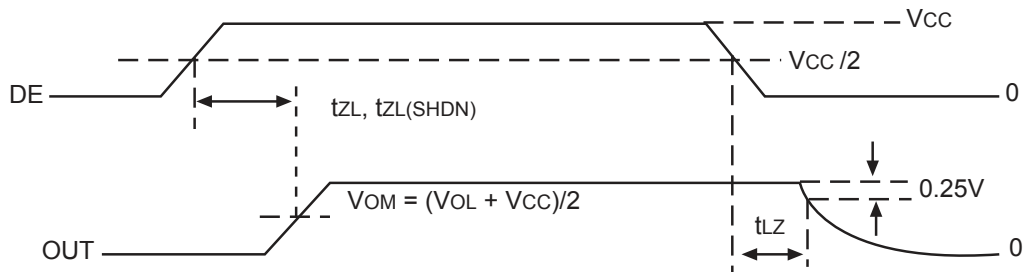 VCC
VCC /2
DE
0
tZL, tZL(SHDN)
0.25V
VOM = (VOL + VCC)/2
tLZ
OUT
0